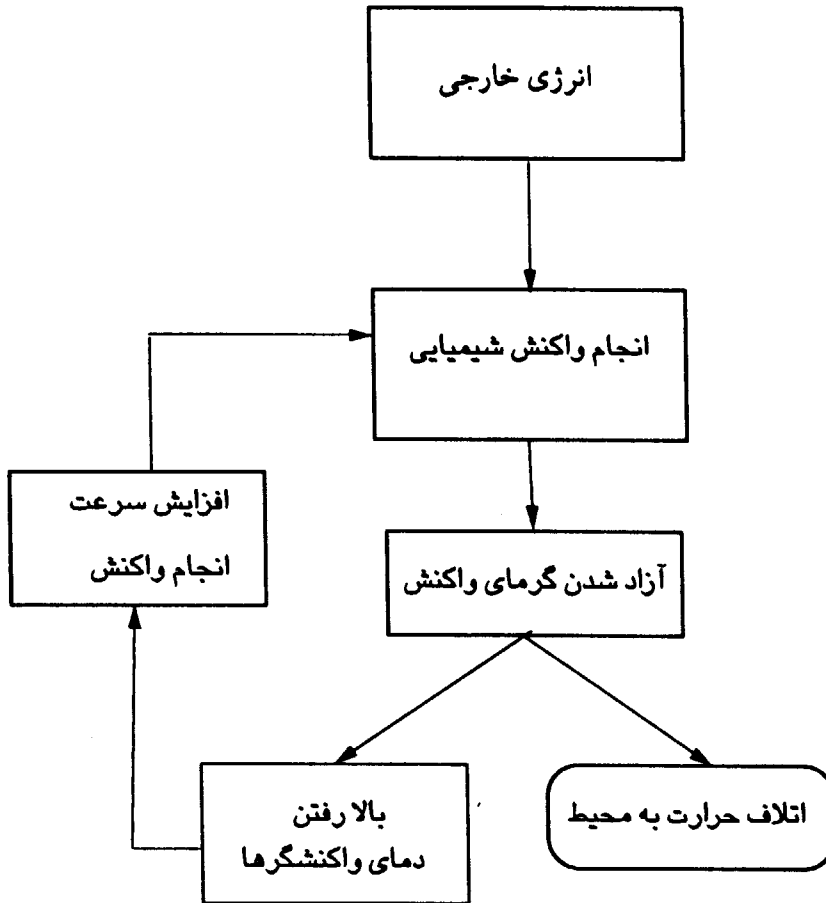 انرژی خارجی
انجام واکنش شیمیایی
افزایش سرعت
انجام واکنش
آزاد شدن گرمای واکنش
بالا رفتن
دمای واکنشگرها
اتلاف حرارت به محیط